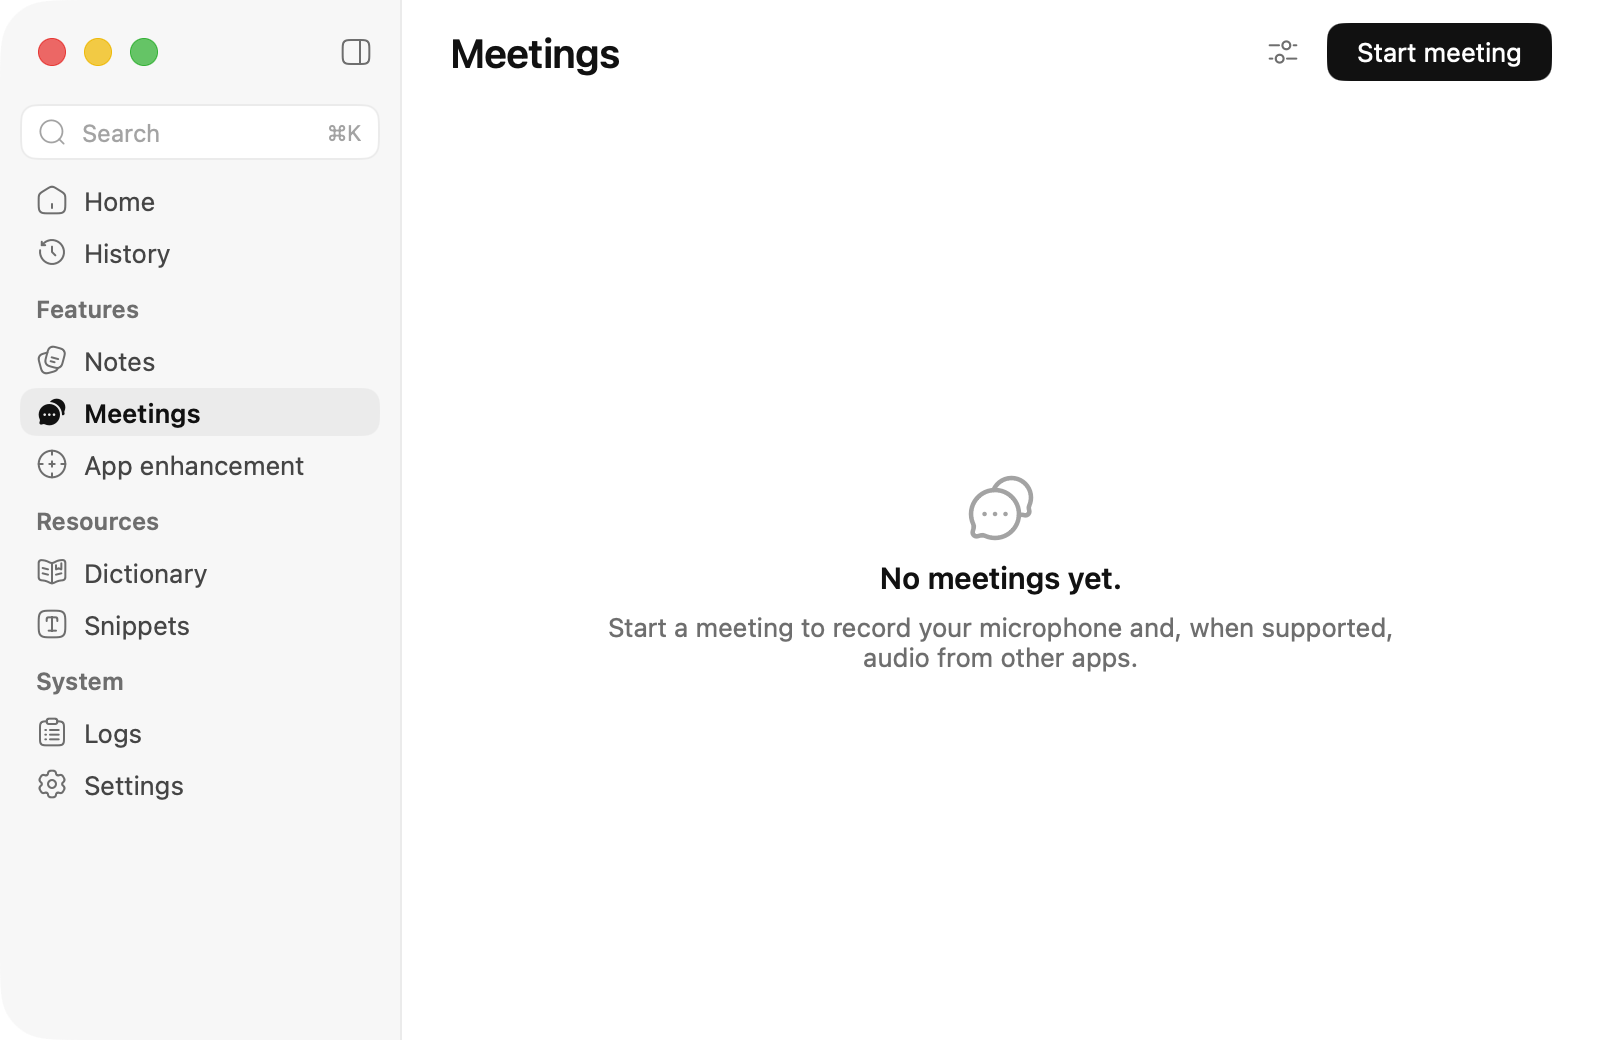 Search ⌘K
Home
History
Features
Notes
Meetings
App enhancement
Resources
Dictionary
Snippets
System
Logs
Settings
Meetings
Start meeting
No meetings yet.
Start a meeting to record your microphone and, when supported,
audio from other apps.